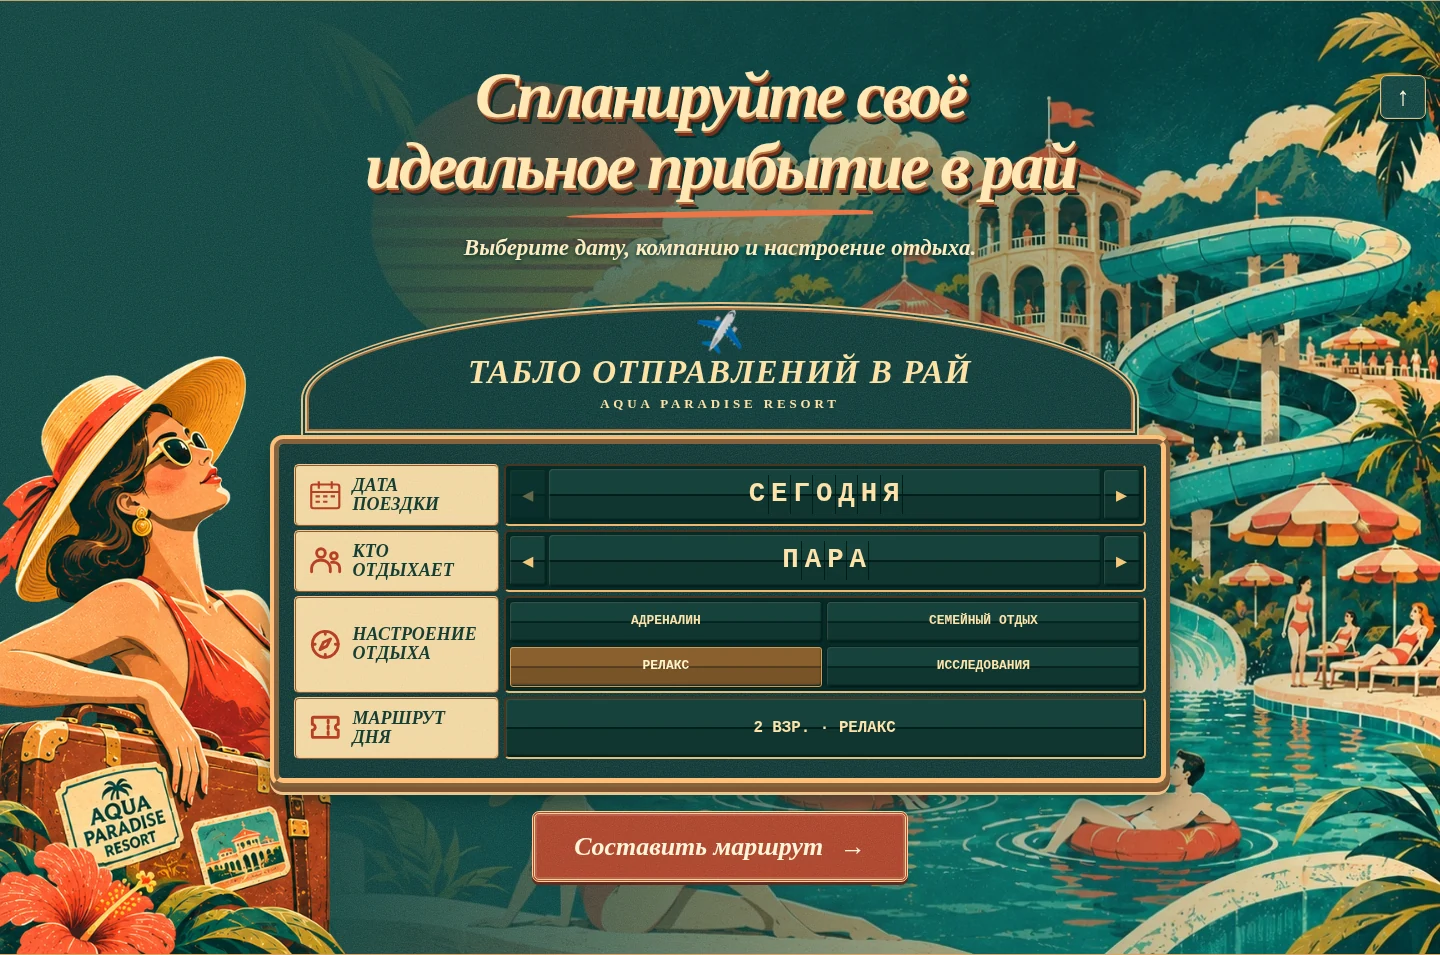 Спланируйте своё
идеальное прибытие в рай
Выберите дату, компанию и настроение отдыха.
ТАБЛО ОТПРАВЛЕНИЙ В РАЙ
AQUA PARADISE RESORT
ДАТА
ПОЕЗДКИ
СЕГОДНЯ
КТО
ОТДЫХАЕТ
ПАРА
НАСТРОЕНИЕ
ОТДЫХА
АДРЕНАЛИН
СЕМЕЙНЫЙ ОТДЫХ
РЕЛАКС
ИССЛЕДОВАНИЯ
МАРШРУТ
ДНЯ
2 ВЗР. · РЕЛАКС
AQUA
PARADISE
RESORT
Составить маршрут →